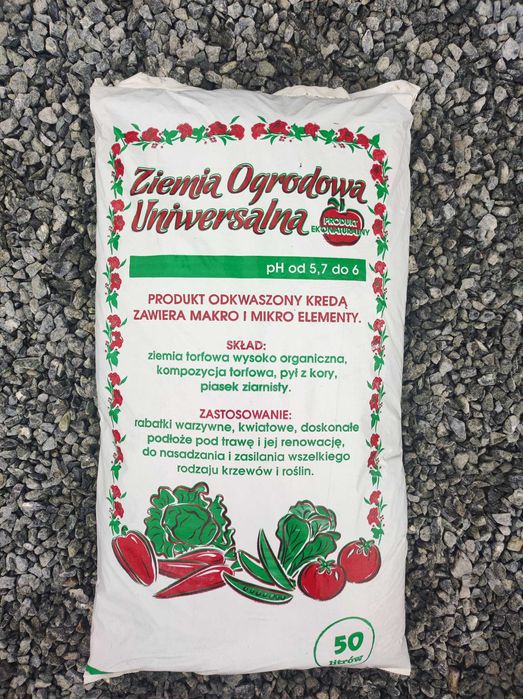 Ziemia Ogrodowa
Uniwersalna
PRODUKT
EKONATURALNY
pH od 5,7 do 6
PRODUKT ODKWASZONY KREDĄ
ZAWIERA MAKRO I MIKRO ELEMENTY.
SKŁAD:
ziemia torfowa wysoko organiczna,
kompozycja torfowa, pył z kory,
piasek ziarnisty.
ZASTOSOWANIE:
rabatki warzywne, kwiatowe, doskonałe
podłoże pod trawę i jej renowację,
do nasadzania i zasilania wszelkiego
rodzaju krzewów i roślin.
50
litrów